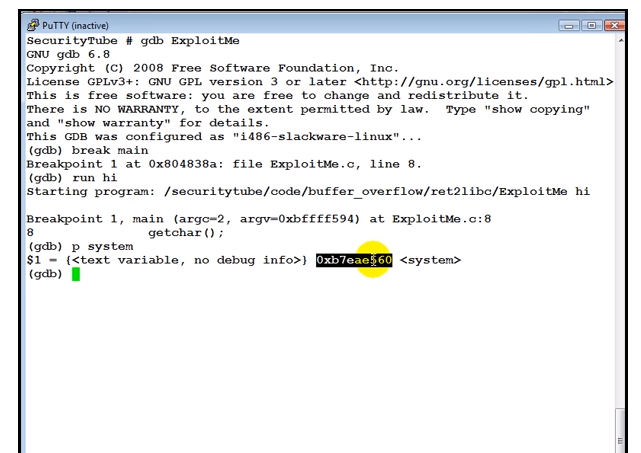 PuTTY (inactive)
SecurityTube # gdb ExploitMe
GNU gdb 6.8
Copyright (C) 2008 Free Software Foundation, Inc.
License GPLv3+: GNU GPL version 3 or later <http://gnu.org/licenses/gpl.html>
This is free software: you are free to change and redistribute it.
There is NO WARRANTY, to the extent permitted by law.  Type "show copying"
and "show warranty" for details.
This GDB was configured as "i486-slackware-linux"...
(gdb) break main
Breakpoint 1 at 0x804838a: file ExploitMe.c, line 8.
(gdb) run hi
Starting program: /securitytube/code/buffer_overflow/ret2libc/ExploitMe hi
Breakpoint 1, main (argc=2, argv=0xbffff594) at ExploitMe.c:8
8               getchar();
(gdb) p system
$1 = {<text variable, no debug info>} 0xb7eae560 <system>
(gdb)